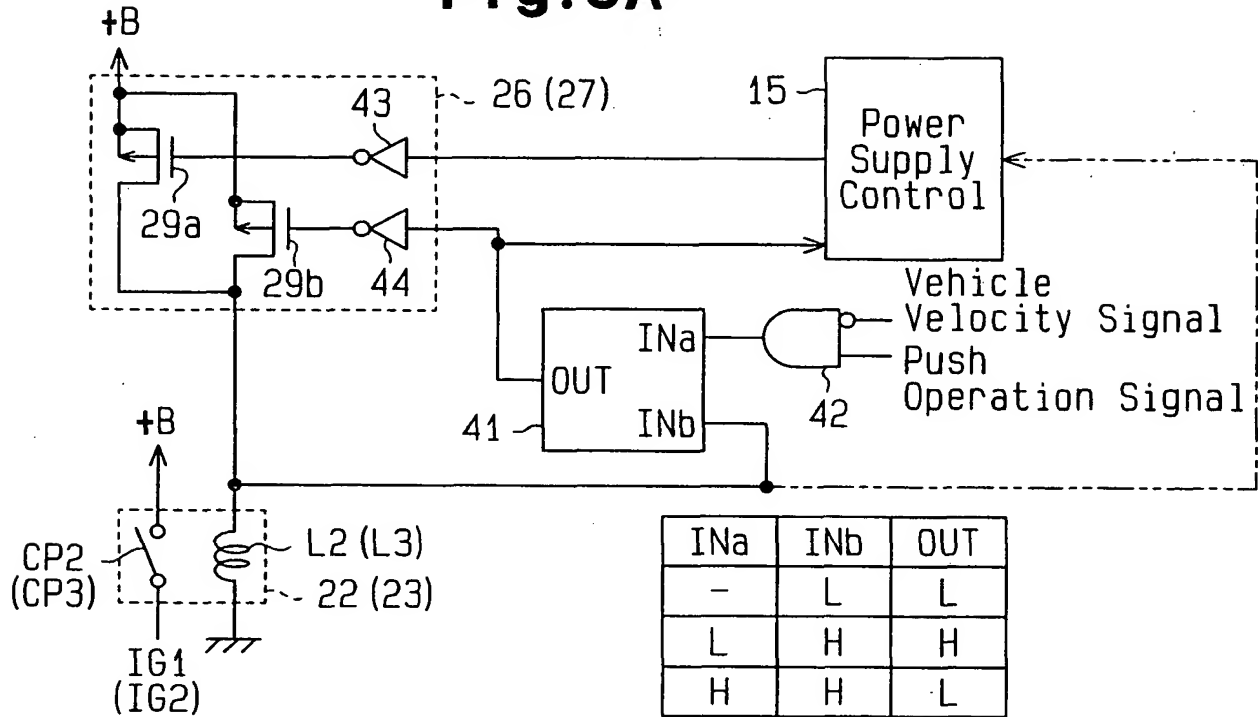 Fig.
+B
26 (27)
43
15
Power
Supply
Control
29a
29b
44
Vehicle
Velocity Signal
INa
OUT
Push
Operation Signal
42
41
INb
+B
CP2
(CP3)
L2 (L3)
22 (23)
IG1
(IG2)
INa INb OUT
- L L
L H H
H H L